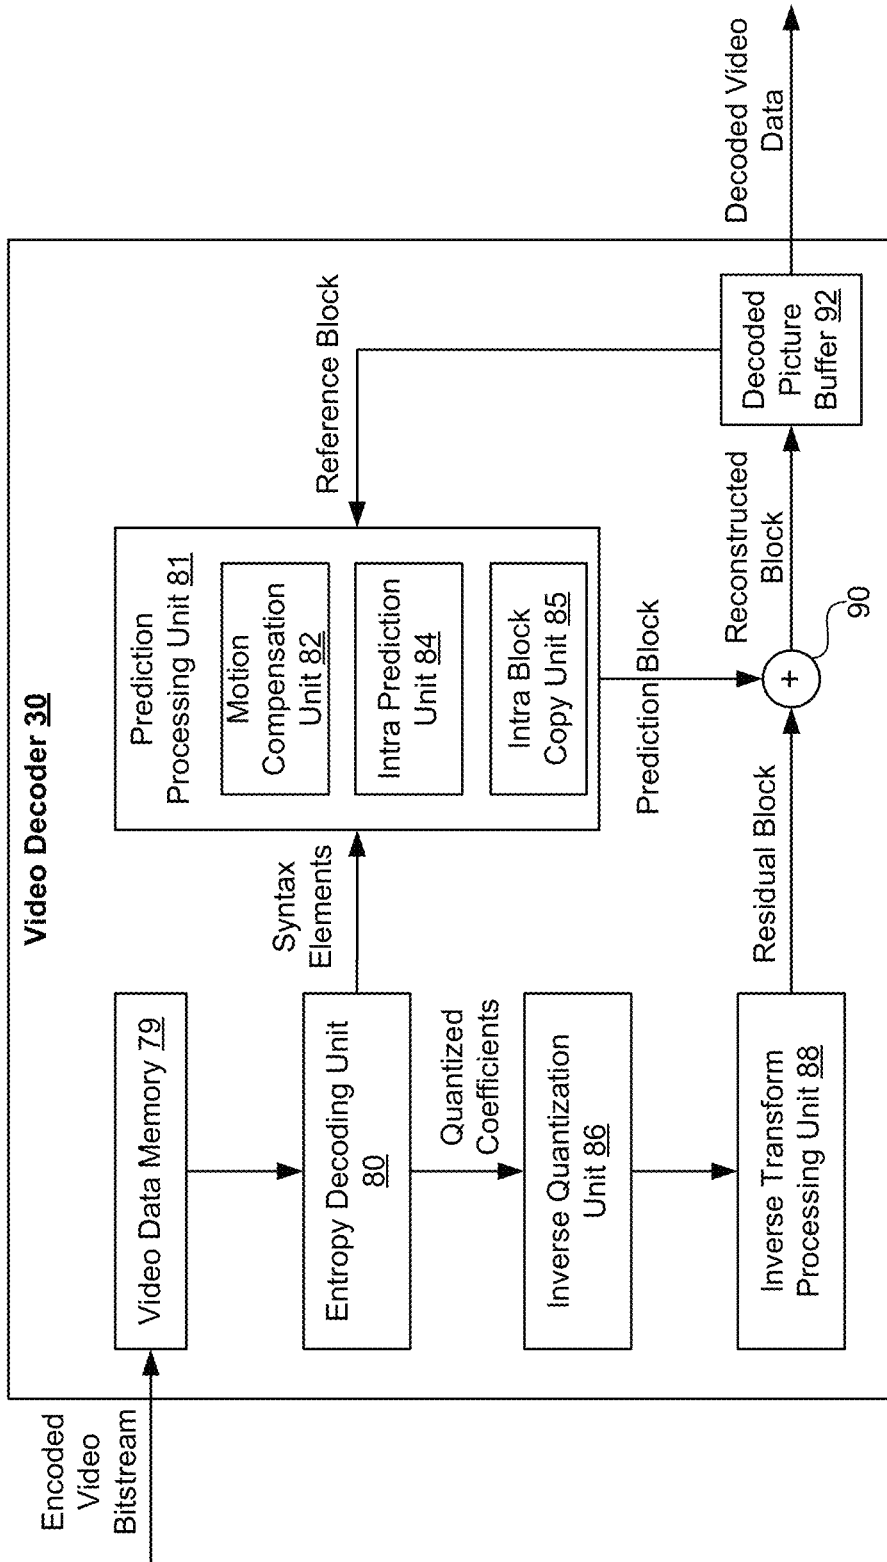 Video Decoder 30
Encoded
Video
Bitstream
Video Data Memory 79
Entropy Decoding Unit
80
Syntax
Elements
Quantized
Coefficients
Inverse Quantization
Unit 86
Inverse Transform
Processing Unit 88
Prediction
Processing Unit 81
Motion
Compensation
Unit 82
Intra Prediction
Unit 84
Intra Block
Copy Unit 85
Reference Block
Prediction Block
Residual Block
+
90
Reconstructed
Block
Decoded
Picture
Buffer 92
Decoded Video
Data